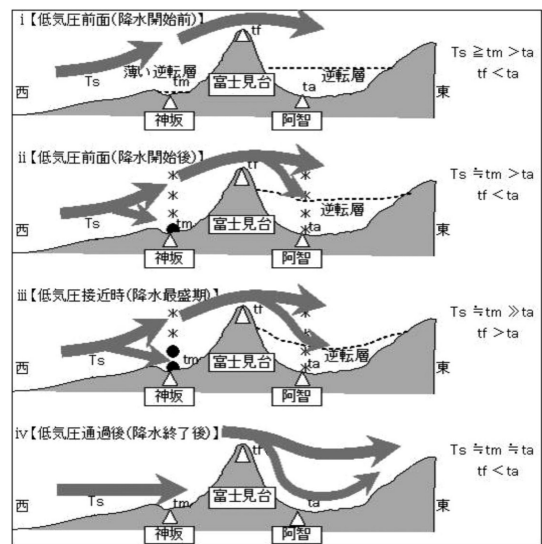 ⅰ【低気圧前面(降水開始前)】
tf
Ts
薄い逆転層
tm
富士見台
逆転層
ta
西
東
神坂
阿智
Ts ≧ tm > ta
tf < ta
ⅱ【低気圧前面(降水開始後)】
tf
Ts
tm
富士見台
逆転層
ta
西
東
神坂
阿智
Ts ≒ tm > ta
tf < ta
ⅲ【低気圧接近時(降水最盛期)】
tf
Ts
tm
富士見台
逆転層
ta
西
東
神坂
阿智
Ts ≒ tm ≫ ta
tf > ta
ⅳ【低気圧通過後(降水終了後)】
tf
Ts
tm
富士見台
ta
西
東
神坂
阿智
Ts ≒ tm ≒ ta
tf < ta